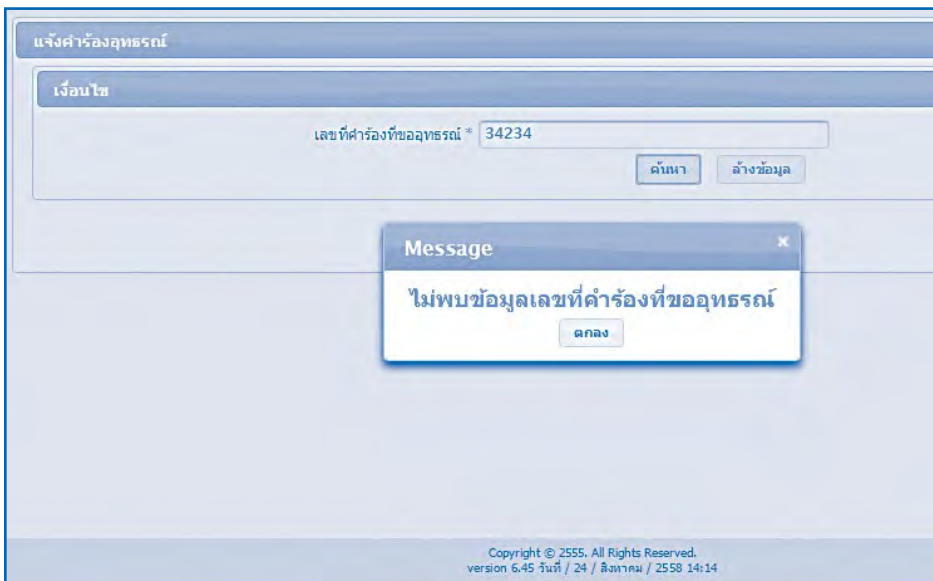 แจ้งคำร้องอุทธรณ์
เงื่อนไข
เลขที่คำร้องที่ขออุทธรณ์ * 34234
ค้นหา ล้างข้อมูล
Message ×
ไม่พบข้อมูลเลขที่คำร้องที่ขออุทธรณ์
ตกลง
Copyright © 2555. All Rights Reserved.
version 6.45 วันที่ / 24 / สิงหาคม / 2558 14:14